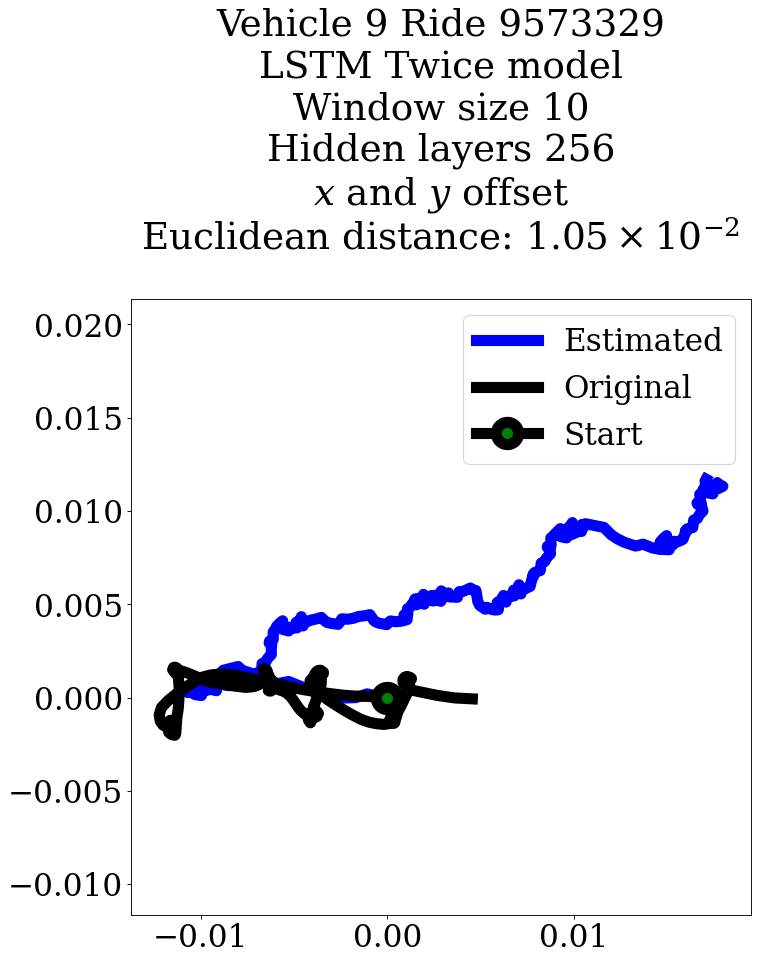 Vehicle 9 Ride 9573329
LSTM Twice model
Window size 10
Hidden layers 256
x and y offset
Euclidean distance: 1.05 × 10⁻²
Estimated
Original
Start
0.020
0.015
0.010
0.005
0.000
−0.005
−0.010
−0.01
0.00
0.01